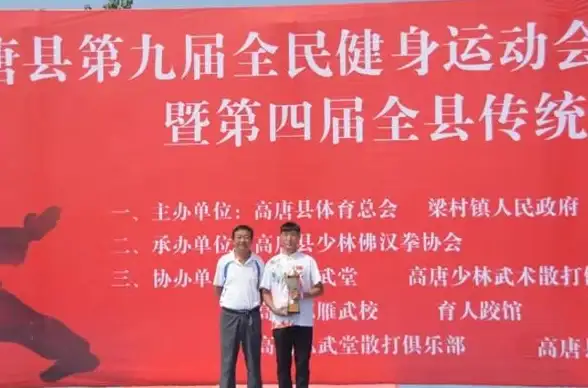 唐县第九届全民健身运动会
暨第四届全县传统
一、主办单位：高唐县体育总会 梁村镇人民政府
二、承办单位 高唐县少林佛汉拳协会
三、协办单 武堂 高唐少林武术散打俱
雁武校 育人跤馆
武堂散打俱乐部 高唐县